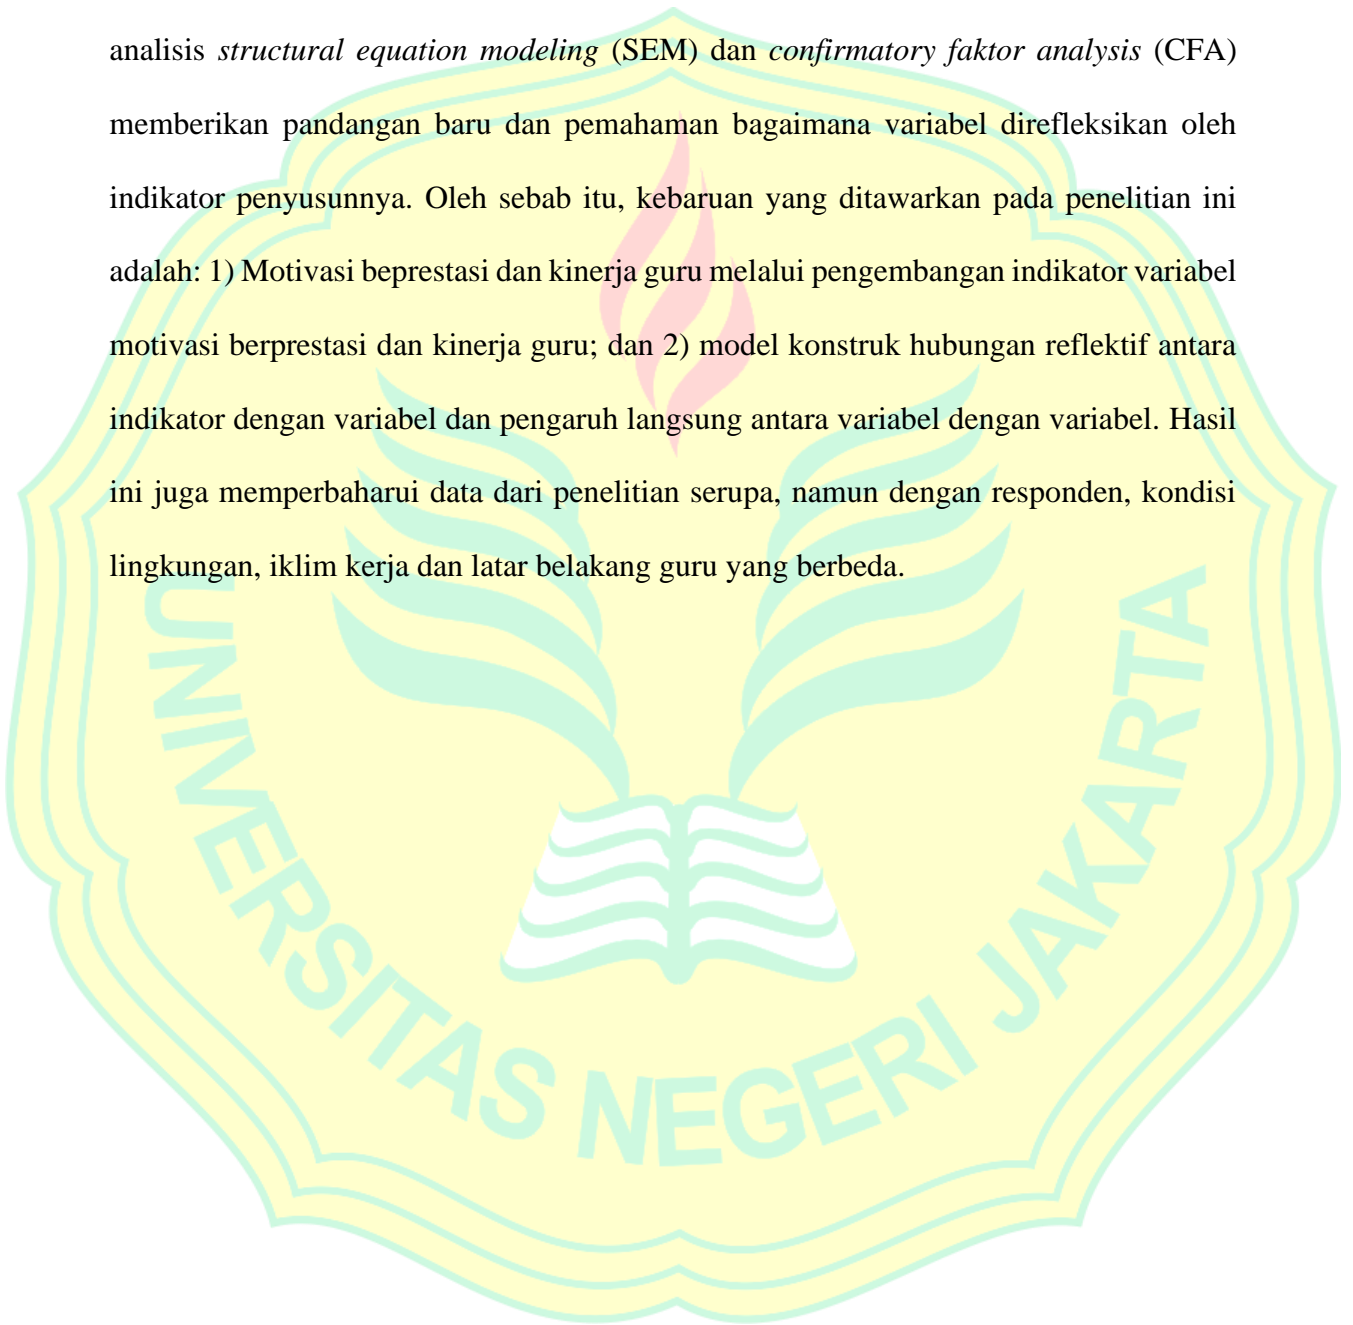 analisis structural equation modeling (SEM) dan confirmatory faktor analysis (CFA)
memberikan pandangan baru dan pemahaman bagaimana variabel direfleksikan oleh
indikator penyusunnya. Oleh sebab itu, kebaruan yang ditawarkan pada penelitian ini
adalah: 1) Motivasi beprestasi dan kinerja guru melalui pengembangan indikator variabel
motivasi berprestasi dan kinerja guru; dan 2) model konstruk hubungan reflektif antara
indikator dengan variabel dan pengaruh langsung antara variabel dengan variabel. Hasil
ini juga memperbaharui data dari penelitian serupa, namun dengan responden, kondisi
lingkungan, iklim kerja dan latar belakang guru yang berbeda.
UNIVERSITAS NEGERI JAKARTA